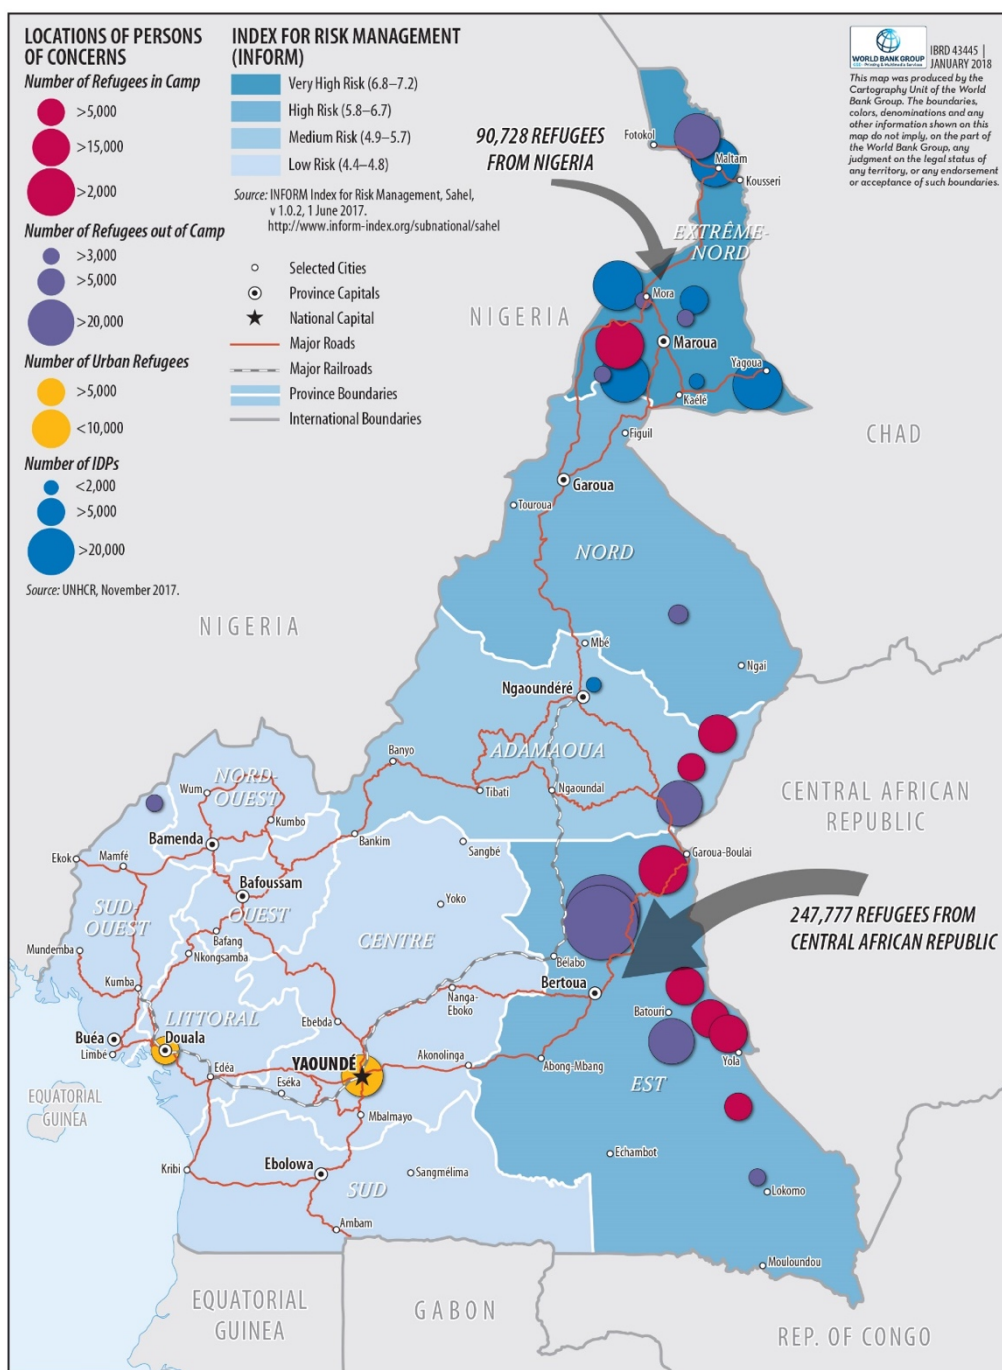 LOCATIONS OF PERSONS
OF CONCERNS
Number of Refugees in Camp
>5,000
>15,000
>2,000
Number of Refugees out of Camp
>3,000
>5,000
>20,000
Number of Urban Refugees
>5,000
<10,000
Number of IDPs
<2,000
>5,000
>20,000
Source: UNHCR, November 2017.
INDEX FOR RISK MANAGEMENT
(INFORM)
Very High Risk (6.8–7.2)
High Risk (5.8–6.7)
Medium Risk (4.9–5.7)
Low Risk (4.4–4.8)
Source: INFORM Index for Risk Management, Sahel,
v 1.0.2, 1 June 2017.
http://www.inform-index.org/subnational/sahel
Selected Cities
Province Capitals
National Capital
Major Roads
Major Railroads
Province Boundaries
International Boundaries
WORLD BANK GROUP
IBRD 43445 |
JANUARY 2018
This map was produced by the
Cartography Unit of the World
Bank Group. The boundaries,
colors, denominations and any
other information shown on this
map do not imply, on the part of
the World Bank Group, any
judgment on the legal status of
any territory, or any endorsement
or acceptance of such boundaries.
90,728 REFUGEES
FROM NIGERIA
Fotokol
Maltam
Kousseri
EXTRÊME-
NORD
NIGERIA
Mora
Maroua
Yagoua
Kaélé
CHAD
Figuil
Garoua
Touroua
NORD
NIGERIA
Mbé
Ngai
Ngaoundéré
ADAMAOUA
Banyo
Tibati
Ngaoundal
CENTRAL AFRICAN
REPUBLIC
NORD-
OUEST
Wum
Kumbo
Bamenda
Bankim
Sangbé
Garoua-Boulai
Ekok
Mamfé
Bafoussam
OUEST
Yoko
SUD-
OUEST
CENTRE
247,777 REFUGEES FROM
CENTRAL AFRICAN REPUBLIC
Bafang
Mundemba
Nkongsamba
Bélabo
Kumba
Nanga-
Eboko
Bertoua
Batouri
LITTORAL
Ebebda
Buéa
Limbé
Douala
YAOUNDÉ
Akonolinga
Abong-Mbang
Yola
Edéa
Eséka
EST
EQUATORIAL
GUINEA
Mbalmayo
Echambot
Kribi
Ebolowa
Sangmélima
SUD
Lokomo
Ambam
Mouloundou
EQUATORIAL
GUINEA
GABON
REP. OF CONGO